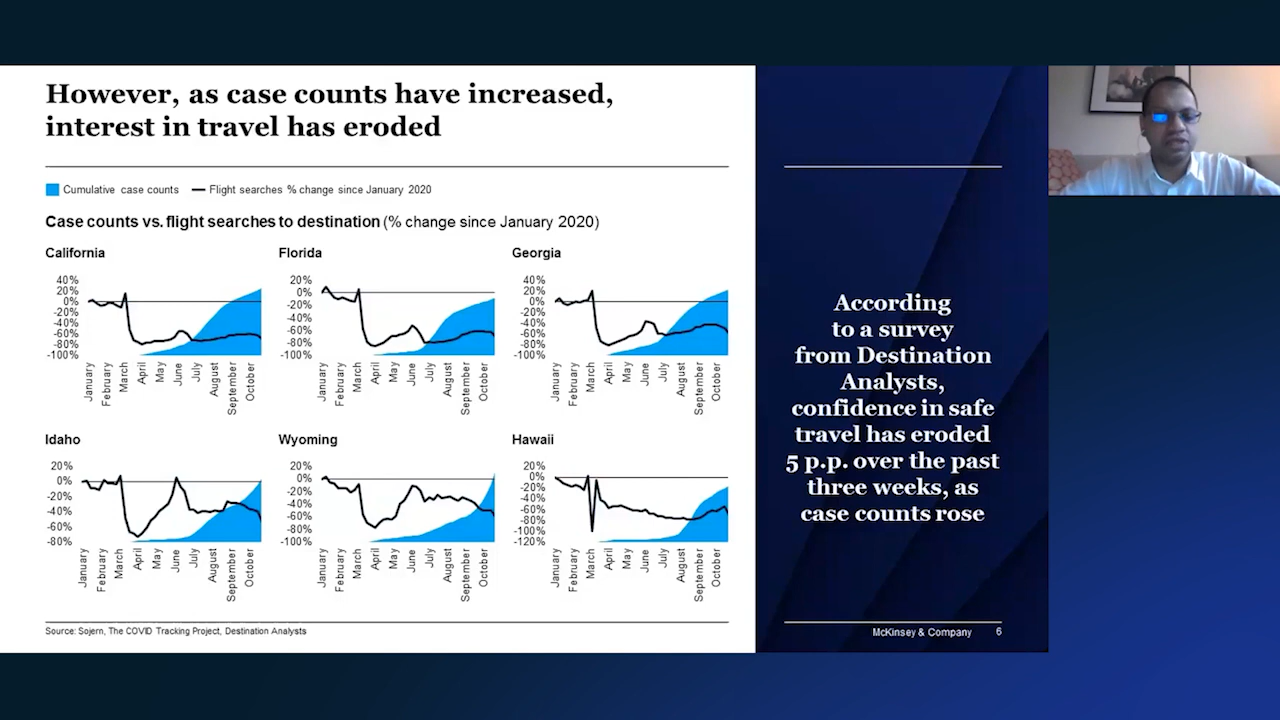 However, as case counts have increased,
interest in travel has eroded
Cumulative case counts
Flight searches % change since January 2020
Case counts vs. flight searches to destination (% change since January 2020)
California
40%
20%
0%
-20%
-40%
-60%
-80%
-100%
January
February
March
April
May
June
July
August
September
October
Florida
20%
0%
-20%
-40%
-60%
-80%
-100%
January
February
March
April
May
June
July
August
September
October
Georgia
40%
20%
0%
-20%
-40%
-60%
-80%
-100%
January
February
March
April
May
June
July
August
September
October
Idaho
20%
0%
-20%
-40%
-60%
-80%
January
February
March
April
May
June
July
August
September
October
Wyoming
20%
0%
-20%
-40%
-60%
-80%
-100%
January
February
March
April
May
June
July
August
September
October
Hawaii
20%
0%
-20%
-40%
-60%
-80%
-100%
-120%
January
February
March
April
May
June
July
August
September
October
Source: Sojern, The COVID Tracking Project, Destination Analysts
According
to a survey
from Destination
Analysts,
confidence in safe
travel has eroded
5 p.p. over the past
three weeks, as
case counts rose
McKinsey & Company 6